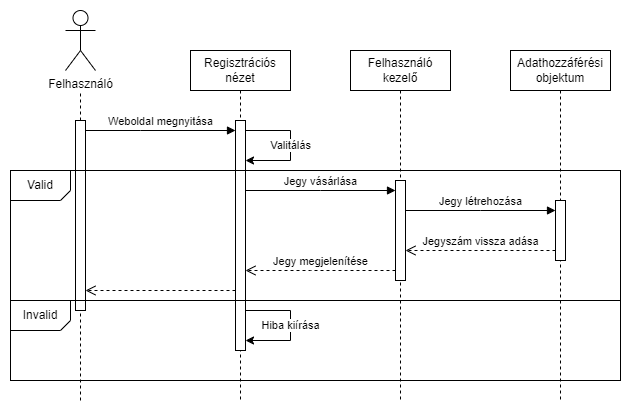 Felhasználó
Regisztrációs
nézet
Felhasználó
kezelő
Adathozzáférési
objektum
Weboldal megnyitása
Valitálás
Valid
Jegy vásárlása
Jegy létrehozása
Jegyszám vissza adása
Jegy megjelenítése
Invalid
Hiba kiírása